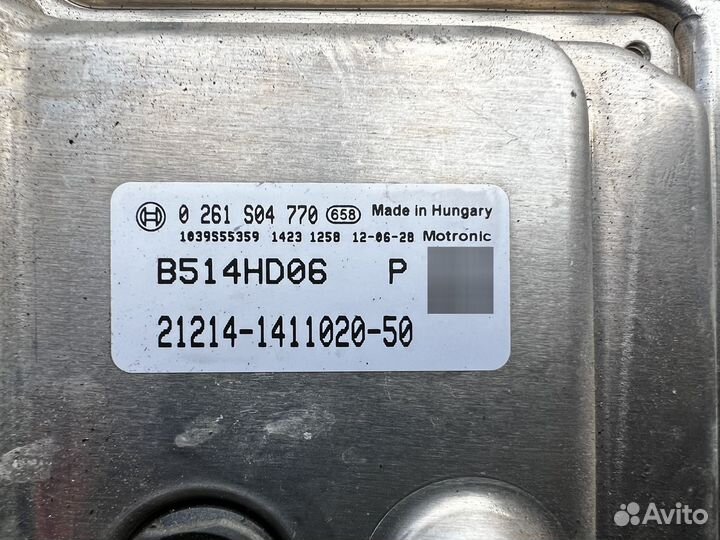 0 261 S04 770 658 Made in Hungary
1039S55359 1423 1258 12-06-28 Motronic
B514HD06 P
21214-1411020-50
Avito